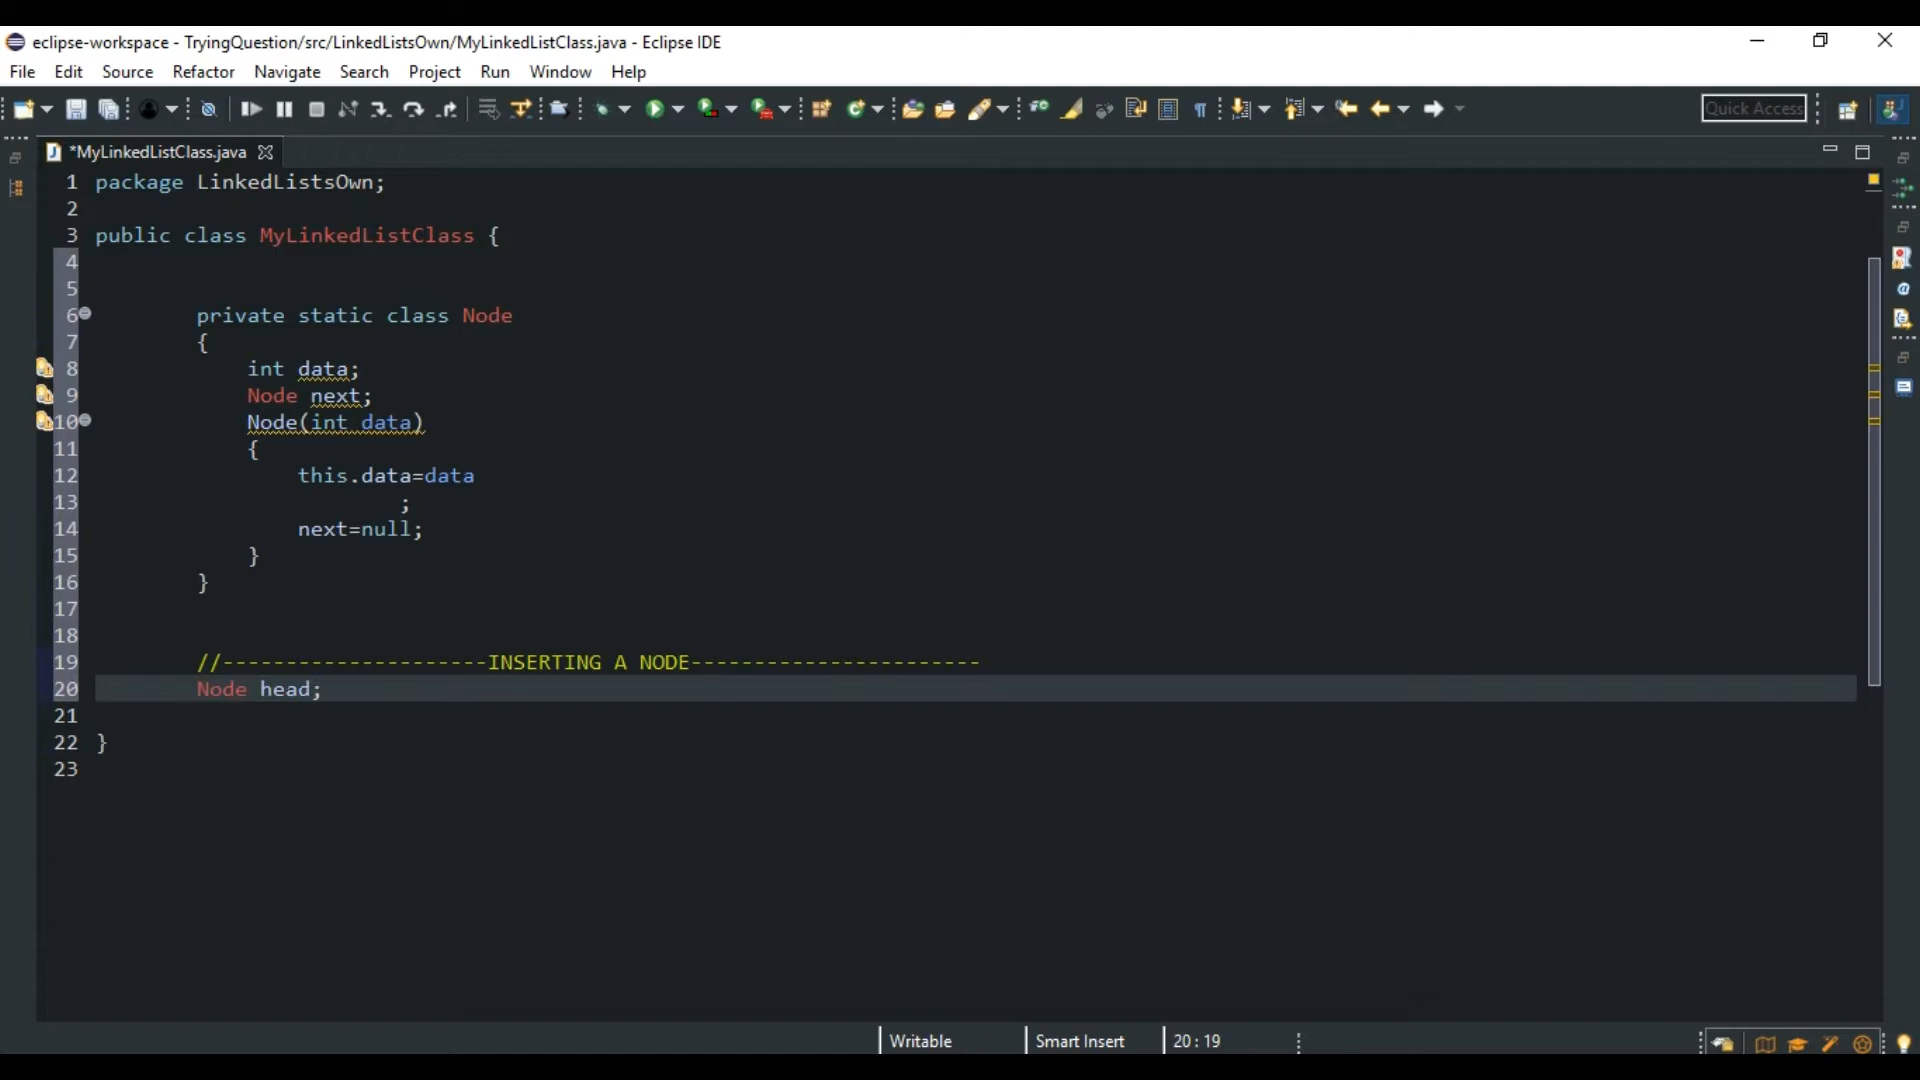 eclipse-workspace - TryingQuestion/src/LinkedListsOwn/MyLinkedListClass.java - Eclipse IDE
File Edit Source Refactor Navigate Search Project Run Window Help
Quick Access
*MyLinkedListClass.java
1 package LinkedListsOwn;
2
3 public class MyLinkedListClass {
4
5
6 private static class Node
7 {
8 int data;
9 Node next;
10 Node(int data)
11 {
12 this.data=data
13 ;
14 next=null;
15 }
16 }
17
18
19 //---------------------INSERTING A NODE-----------------------
20 Node head;
21
22 }
23
Writable Smart Insert 20 : 19